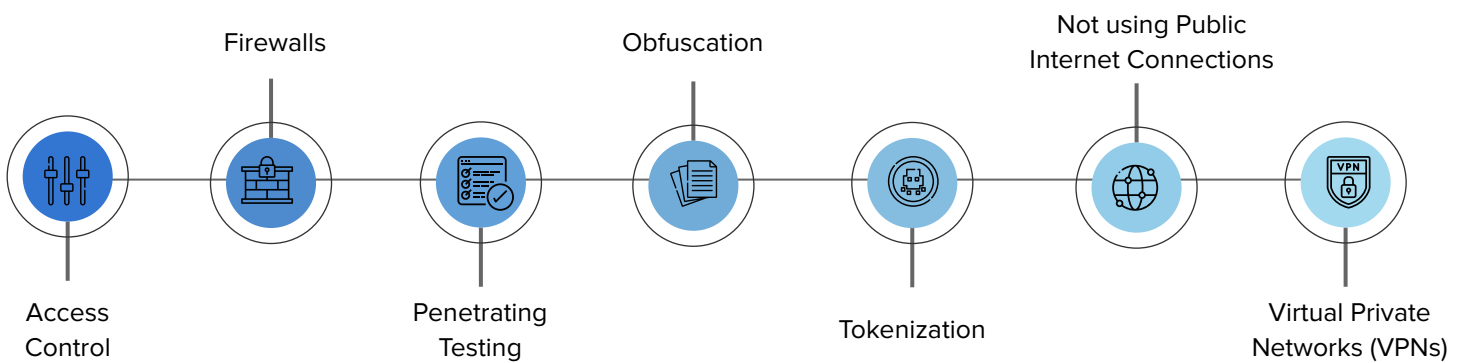 Firewalls
Obfuscation
Not using Public
Internet Connections
VPN
Access
Control
Penetrating
Testing
Tokenization
Virtual Private
Networks (VPNs)